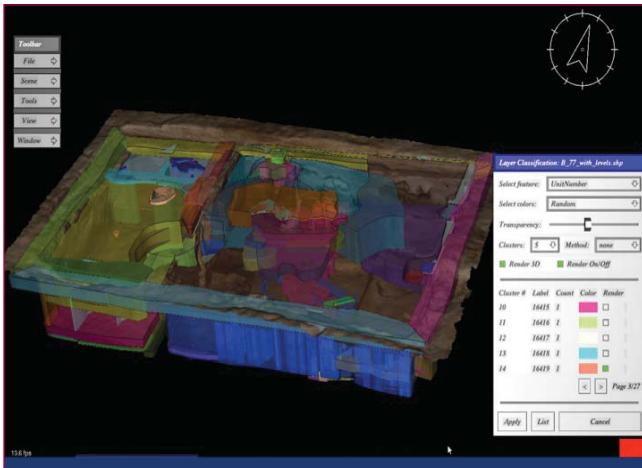 Toolbar
File
Scene
Tools
View
Window
Layer Classification: B_77_with_levels.shp
Select feature: UnitNumber
Select colors: Random
Transparency:
Clusters: 5 Method: none
Render 3D Render On/Off
Cluster # Label Count Color Render
10 16415 1
11 16416 1
12 16417 1
13 16418 1
14 16419 1
< > Page 3/27
Apply List Cancel
13.6 fps